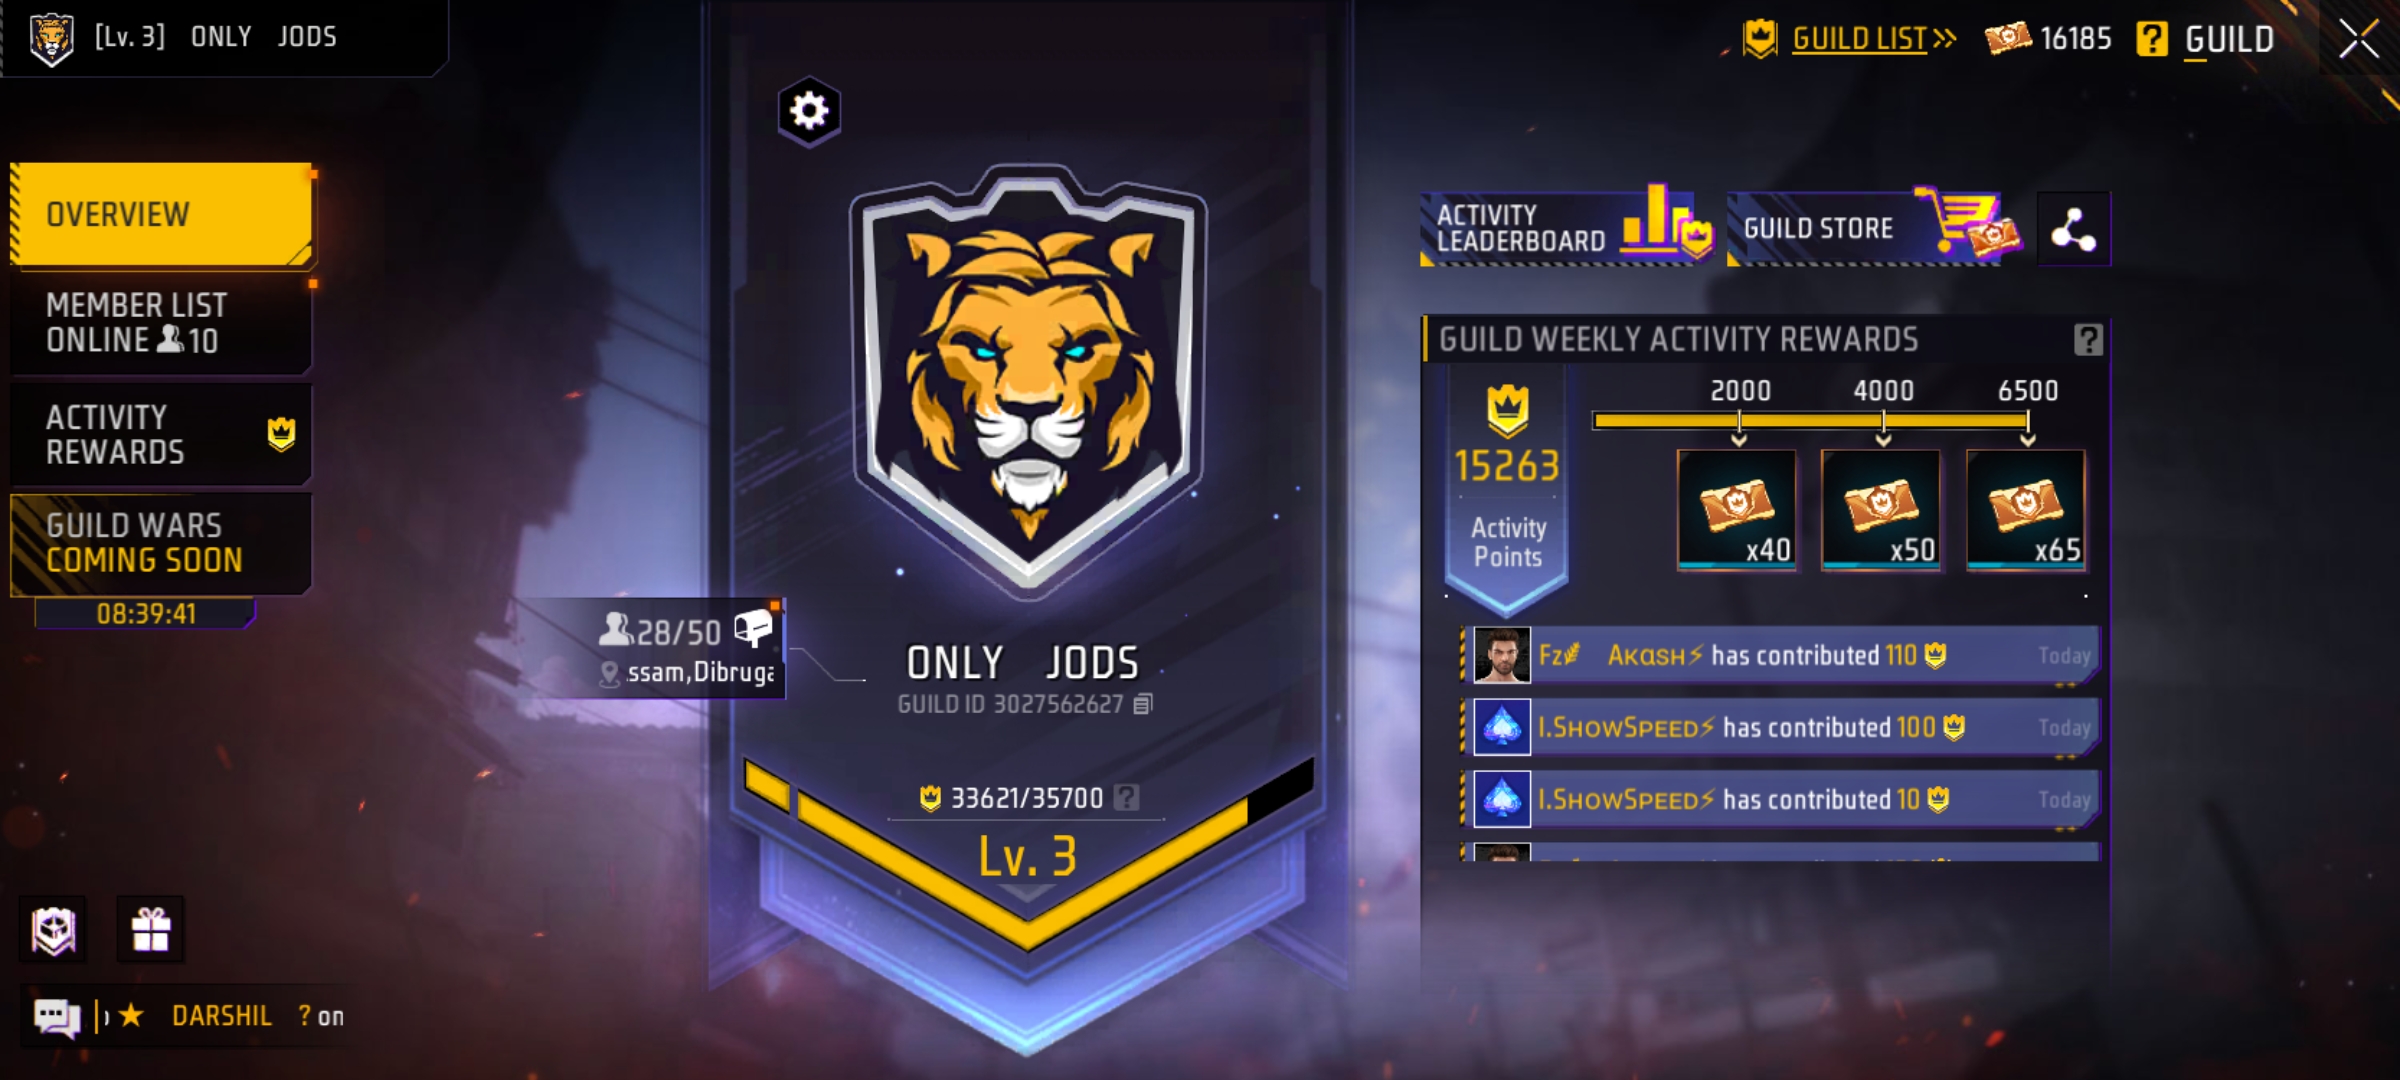 [Lv. 3] ONLY JODS
GUILD LIST
16185
? GUILD
OVERVIEW
MEMBER LIST
ONLINE 10
ACTIVITY
REWARDS
GUILD WARS
COMING SOON
08:39:41
ACTIVITY
LEADERBOARD
GUILD STORE
GUILD WEEKLY ACTIVITY REWARDS ?
2000 4000 6500
15263
Activity
Points
x40 x50 x65
28/50
ssam,Dibruga
ONLY JODS
GUILD ID 3027562627
33621/35700 ?
Lv. 3
Fz AKASH⚡ has contributed 110 Today
I.SHOWSPEED⚡ has contributed 100 Today
I.SHOWSPEED⚡ has contributed 10 Today
★ DARSHIL ? on